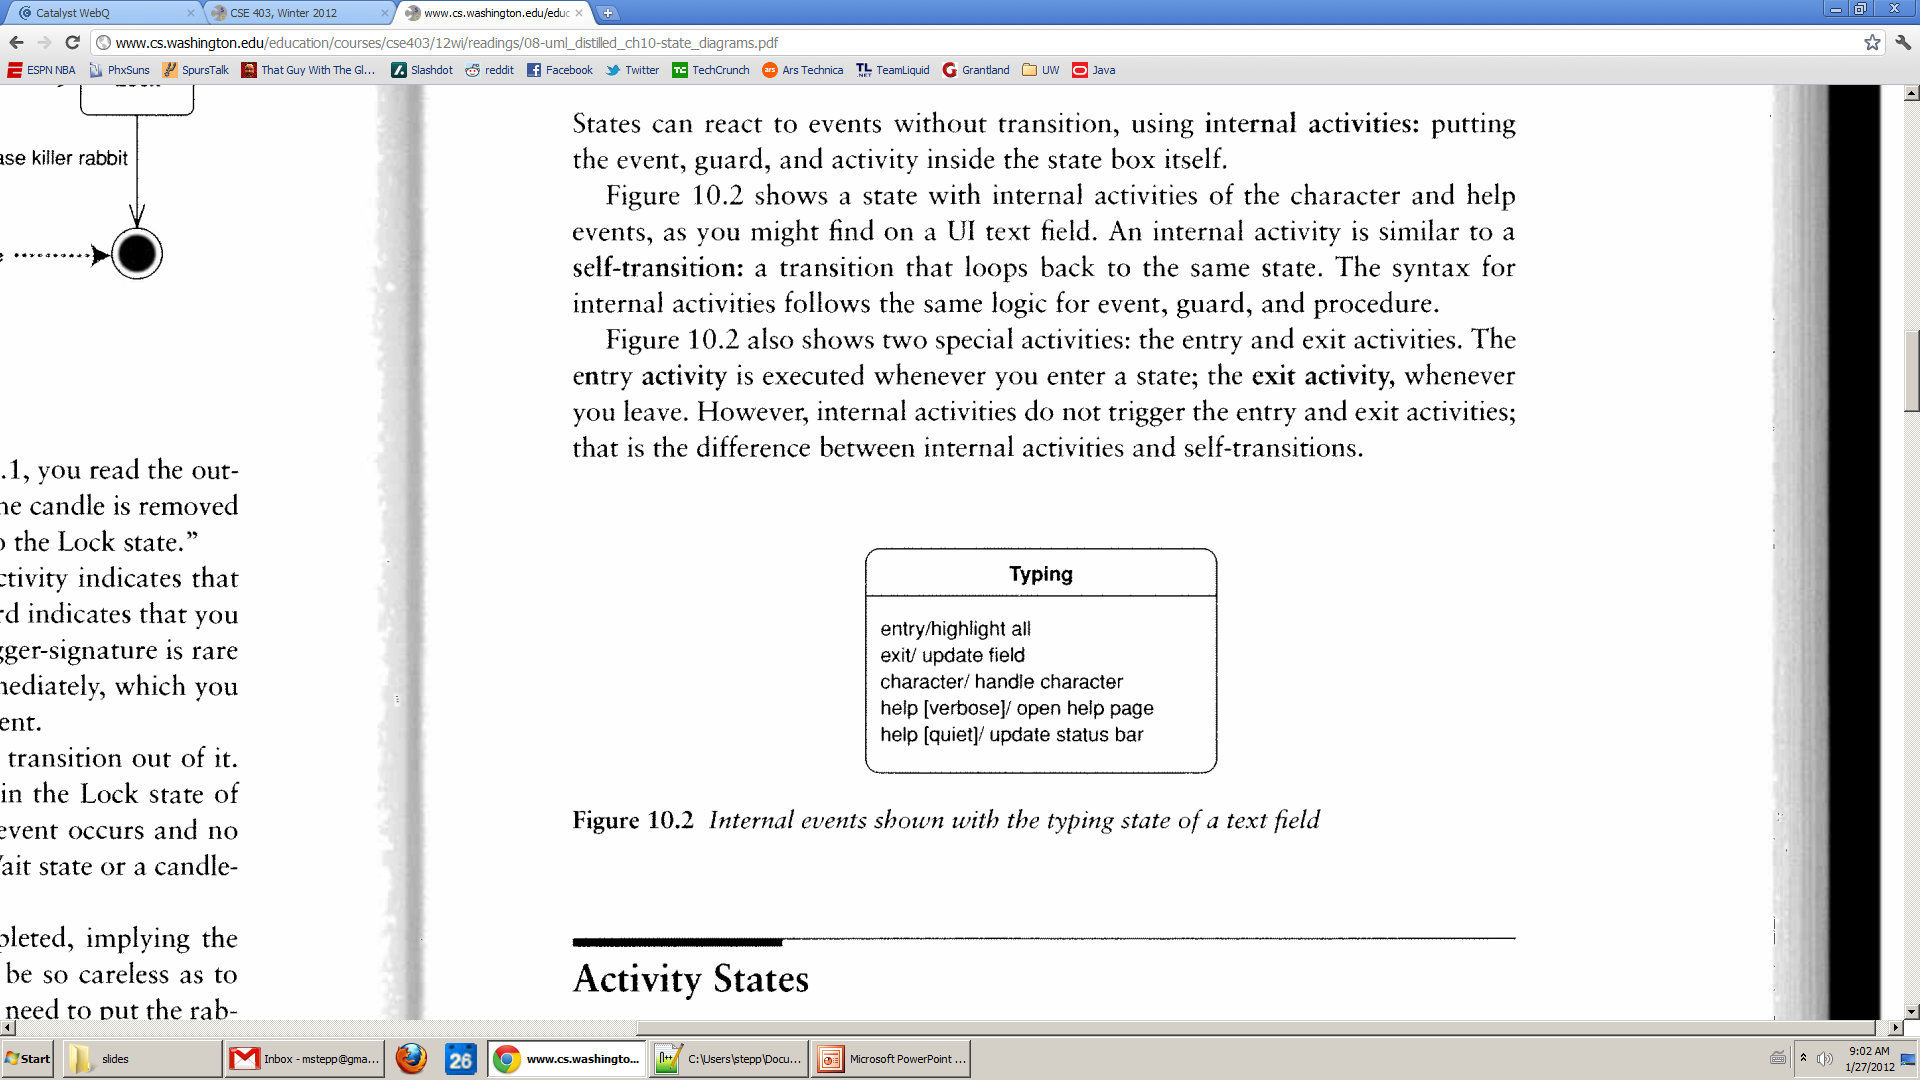 Catalyst WebQ
CSE 403, Winter 2012
www.cs.washington.edu/educ
www.cs.washington.edu/education/courses/cse403/12wi/readings/08-uml_distilled_ch10-state_diagrams.pdf
ESPN NBA
PhxSuns
SpursTalk
That Guy With The Gl...
Slashdot
reddit
Facebook
Twitter
TechCrunch
Ars Technica
TeamLiquid
Grantland
UW
Java
ase killer rabbit
.1, you read the out-
ne candle is removed
o the Lock state.”
ctivity indicates that
rd indicates that you
gger-signature is rare
nediately, which you
ent.
transition out of it.
in the Lock state of
event occurs and no
Vait state or a candle-
pleted, implying the
be so careless as to
need to put the rab-
States can react to events without transition, using internal activities: putting
the event, guard, and activity inside the state box itself.
Figure 10.2 shows a state with internal activities of the character and help
events, as you might find on a UI text field. An internal activity is similar to a
self-transition: a transition that loops back to the same state. The syntax for
internal activities follows the same logic for event, guard, and procedure.
Figure 10.2 also shows two special activities: the entry and exit activities. The
entry activity is executed whenever you enter a state; the exit activity, whenever
you leave. However, internal activities do not trigger the entry and exit activities;
that is the difference between internal activities and self-transitions.
Typing
entry/highlight all
exit/ update field
character/ handle character
help [verbose]/ open help page
help [quiet]/ update status bar
Figure 10.2 Internal events shown with the typing state of a text field
Activity States
Start
slides
Inbox - mstepp@gma...
26
www.cs.washingto...
C:\Users\stepp\Docu...
Microsoft PowerPoint ...
9:02 AM
1/27/2012